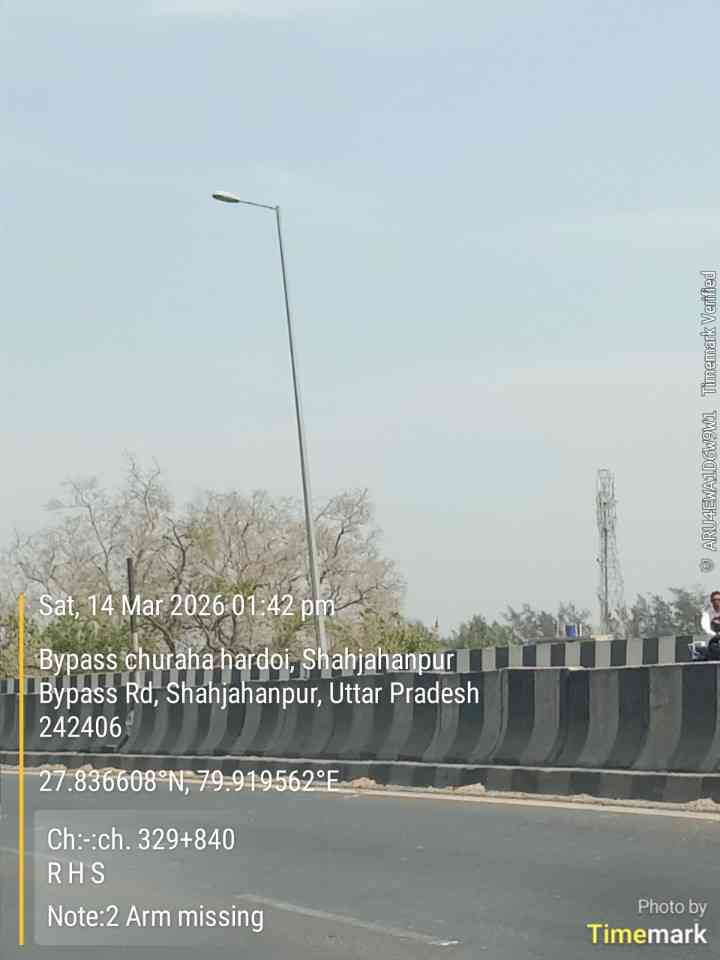 Sat, 14 Mar 2026 01:42 pm
Bypass churaha hardoi, Shahjahanpur
Bypass Rd, Shahjahanpur, Uttar Pradesh
242406
27.836608°N, 79.919562°E
Ch:-:ch. 329+840
R H S
Note:2 Arm missing
Photo by
Timemark
© ARU4EWA1DGW9W1 Timemark Verified